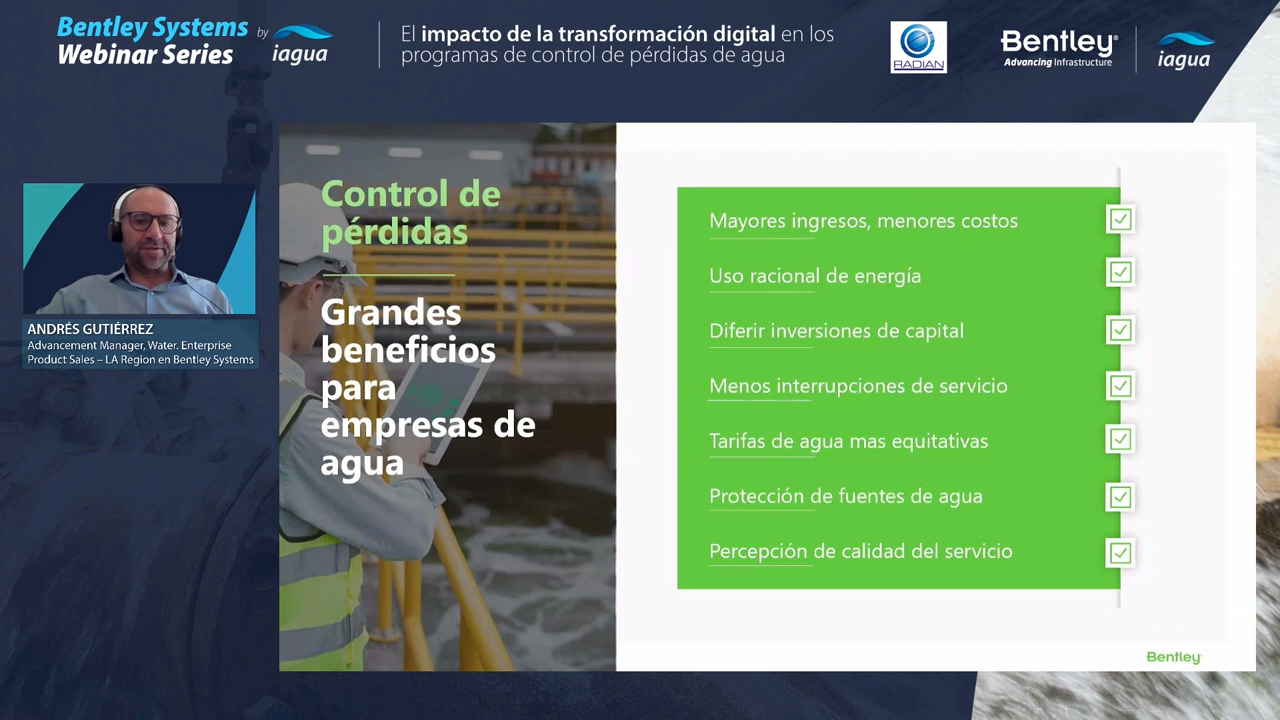 Bentley Systems
Webinar Series
by
iagua
El impacto de la transformación digital en los
programas de control de pérdidas de agua
RADIAN
Bentley®
Advancing Infrastructure
iagua
ANDRÉS GUTIÉRREZ
Advancement Manager, Water. Enterprise
Product Sales – LA Region en Bentley Systems
Control de
pérdidas
Grandes
beneficios
para
empresas de
agua
Mayores ingresos, menores costos
Uso racional de energía
Diferir inversiones de capital
Menos interrupciones de servicio
Tarifas de agua mas equitativas
Protección de fuentes de agua
Percepción de calidad del servicio
Bentley